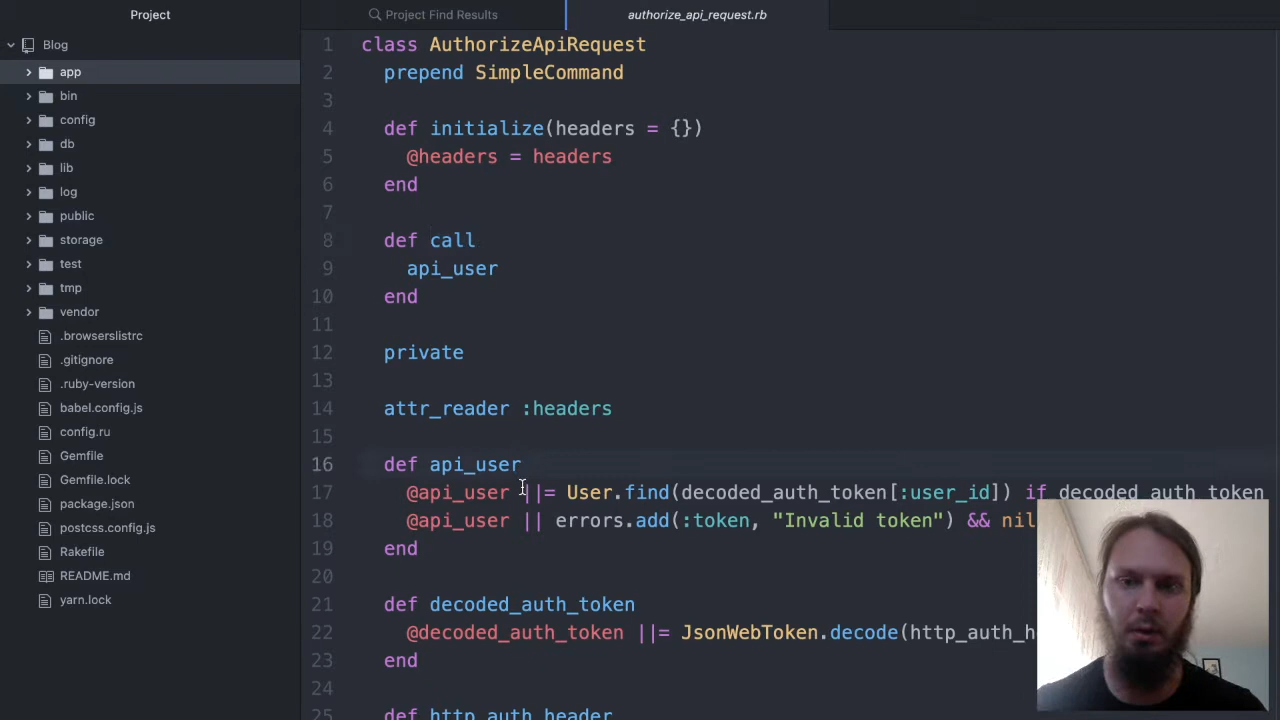 Project
Project Find Results
authorize_api_request.rb
Blog
app
bin
config
db
lib
log
public
storage
test
tmp
vendor
.browserslistrc
.gitignore
.ruby-version
babel.config.js
config.ru
Gemfile
Gemfile.lock
package.json
postcss.config.js
Rakefile
README.md
yarn.lock
1 class AuthorizeApiRequest
2 prepend SimpleCommand
3
4 def initialize(headers = {})
5 @headers = headers
6 end
7
8 def call
9 api_user
10 end
11
12 private
13
14 attr_reader :headers
15
16 def api_user
17 @api_user ||= User.find(decoded_auth_token[:user_id]) if decoded_auth_token
18 @api_user || errors.add(:token, "Invalid token") && nil
19 end
20
21 def decoded_auth_token
22 @decoded_auth_token ||= JsonWebToken.decode(http_auth_he
23 end
24
25 def http_auth_header